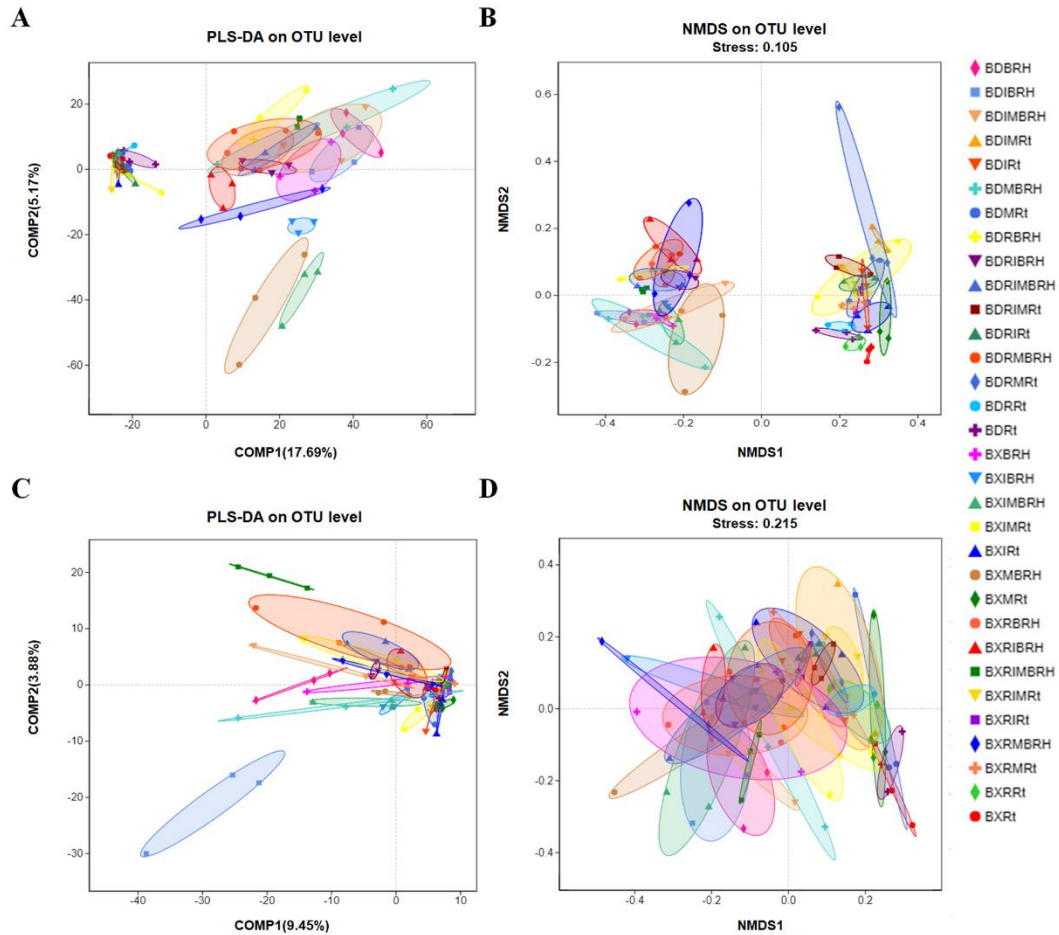 A
PLS-DA on OTU level
COMP2(5.17%)
20
0
-20
-40
-60
-20
0
20
40
60
COMP1(17.69%)
B
NMDS on OTU level
Stress: 0.105
NMDS2
0.6
0.4
0.2
0.0
-0.2
-0.4
-0.2
0.0
0.2
0.4
NMDS1
C
PLS-DA on OTU level
COMP2(3.88%)
20
10
0
-10
-20
-30
-40
-30
-20
-10
0
10
COMP1(9.45%)
D
NMDS on OTU level
Stress: 0.215
NMDS2
0.4
0.2
0.0
-0.2
-0.4
-0.4
-0.2
0.0
0.2
NMDS1
BDBRH
BDIBRH
BDIMBRH
BDIMRt
BDIRt
BDMBRH
BDMRt
BDRBRH
BDRIBRH
BDRIMBRH
BDRIMRt
BDRIRt
BDRMBRH
BDRMRt
BDRRt
BDRt
BXBRH
BXIBRH
BXIMBRH
BXIMRt
BXIRt
BXMBRH
BXMRt
BXRBRH
BXRIBRH
BXRIMBRH
BXRIMRt
BXRIRt
BXRMBRH
BXRMRt
BXRRt
BXRt